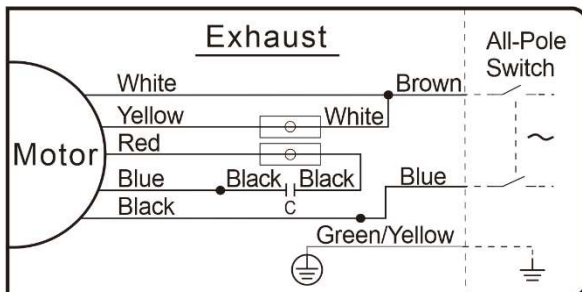 Exhaust
All-Pole
Switch
White
Brown
Yellow
White
Red
Motor
~
Blue
Black
Black
Blue
C
Black
Green/Yellow